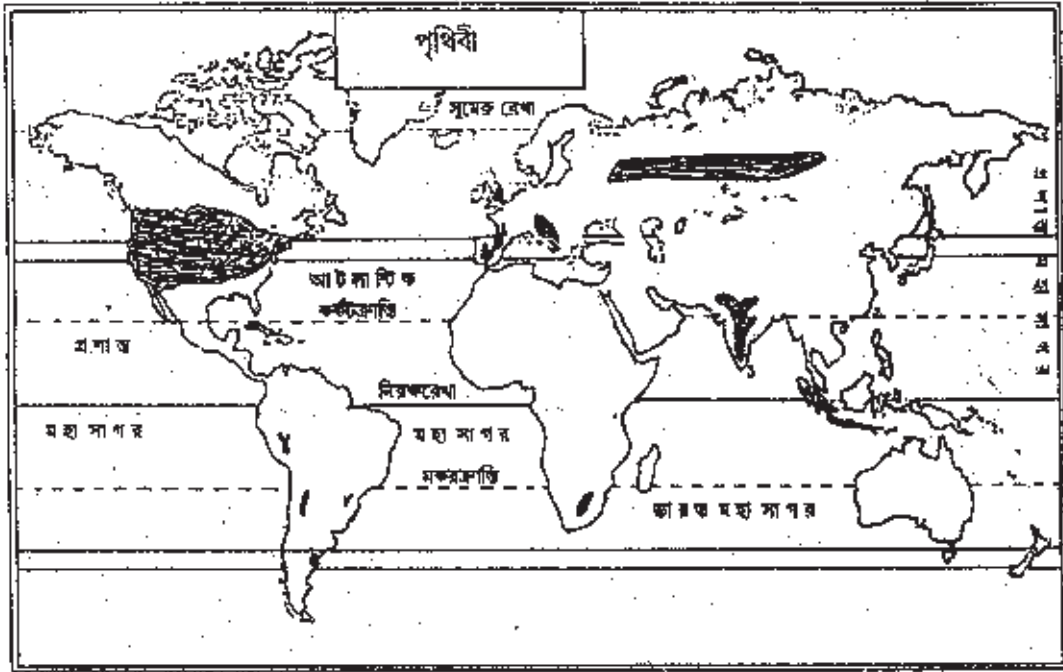 পৃথিবী
সুমেরু রেখা
আটলান্টিক
কর্কটক্রান্তি
প্রশান্ত
নিরক্ষরেখা
মহাসাগর
মহাসাগর
মকরক্রান্তি
ভারত মহাসাগর